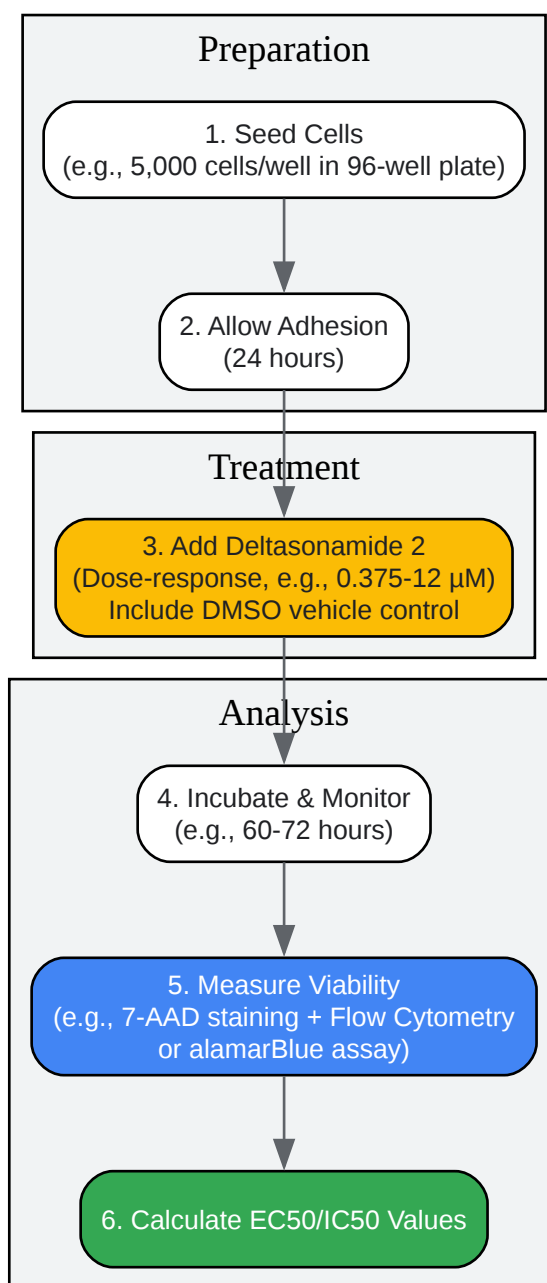 Preparation
1. Seed Cells
(e.g., 5,000 cells/well in 96-well plate)
2. Allow Adhesion
(24 hours)
Treatment
3. Add Deltasonamide 2
(Dose-response, e.g., 0.375-12 µM)
Include DMSO vehicle control
Analysis
4. Incubate & Monitor
(e.g., 60-72 hours)
5. Measure Viability
(e.g., 7-AAD staining + Flow Cytometry
or alamarBlue assay)
6. Calculate EC50/IC50 Values